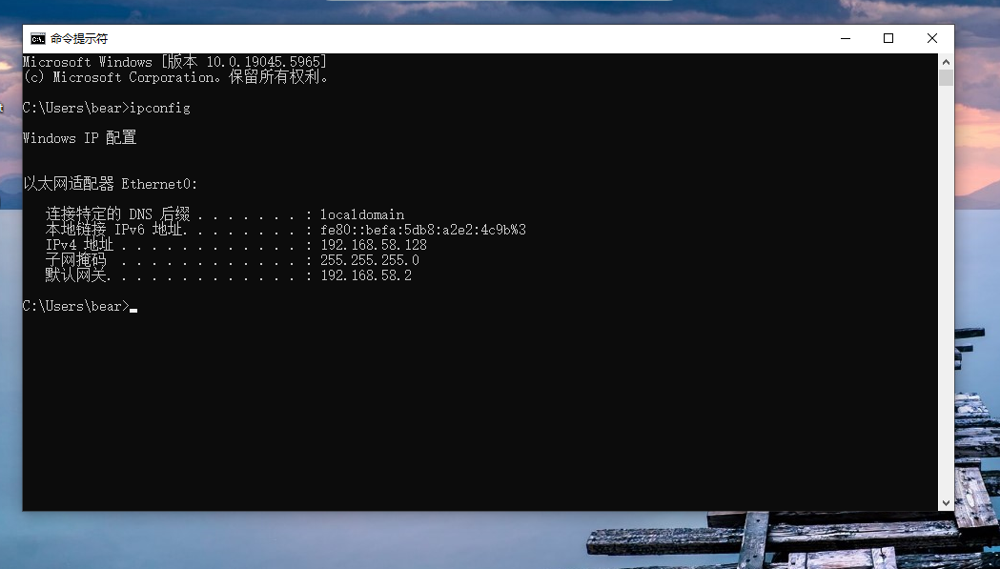 命令提示符
Microsoft Windows [版本 10.0.19045.5965]
(c) Microsoft Corporation。保留所有权利。
C:\Users\bear>ipconfig
Windows IP 配置
以太网适配器 Ethernet0:
连接特定的 DNS 后缀 . . . . . . . : localdomain
本地链接 IPv6 地址. . . . . . . . : fe80::befa:5db8:a2e2:4c9b%3
IPv4 地址 . . . . . . . . . . . . : 192.168.58.128
子网掩码  . . . . . . . . . . . . : 255.255.255.0
默认网关. . . . . . . . . . . . . : 192.168.58.2
C:\Users\bear>